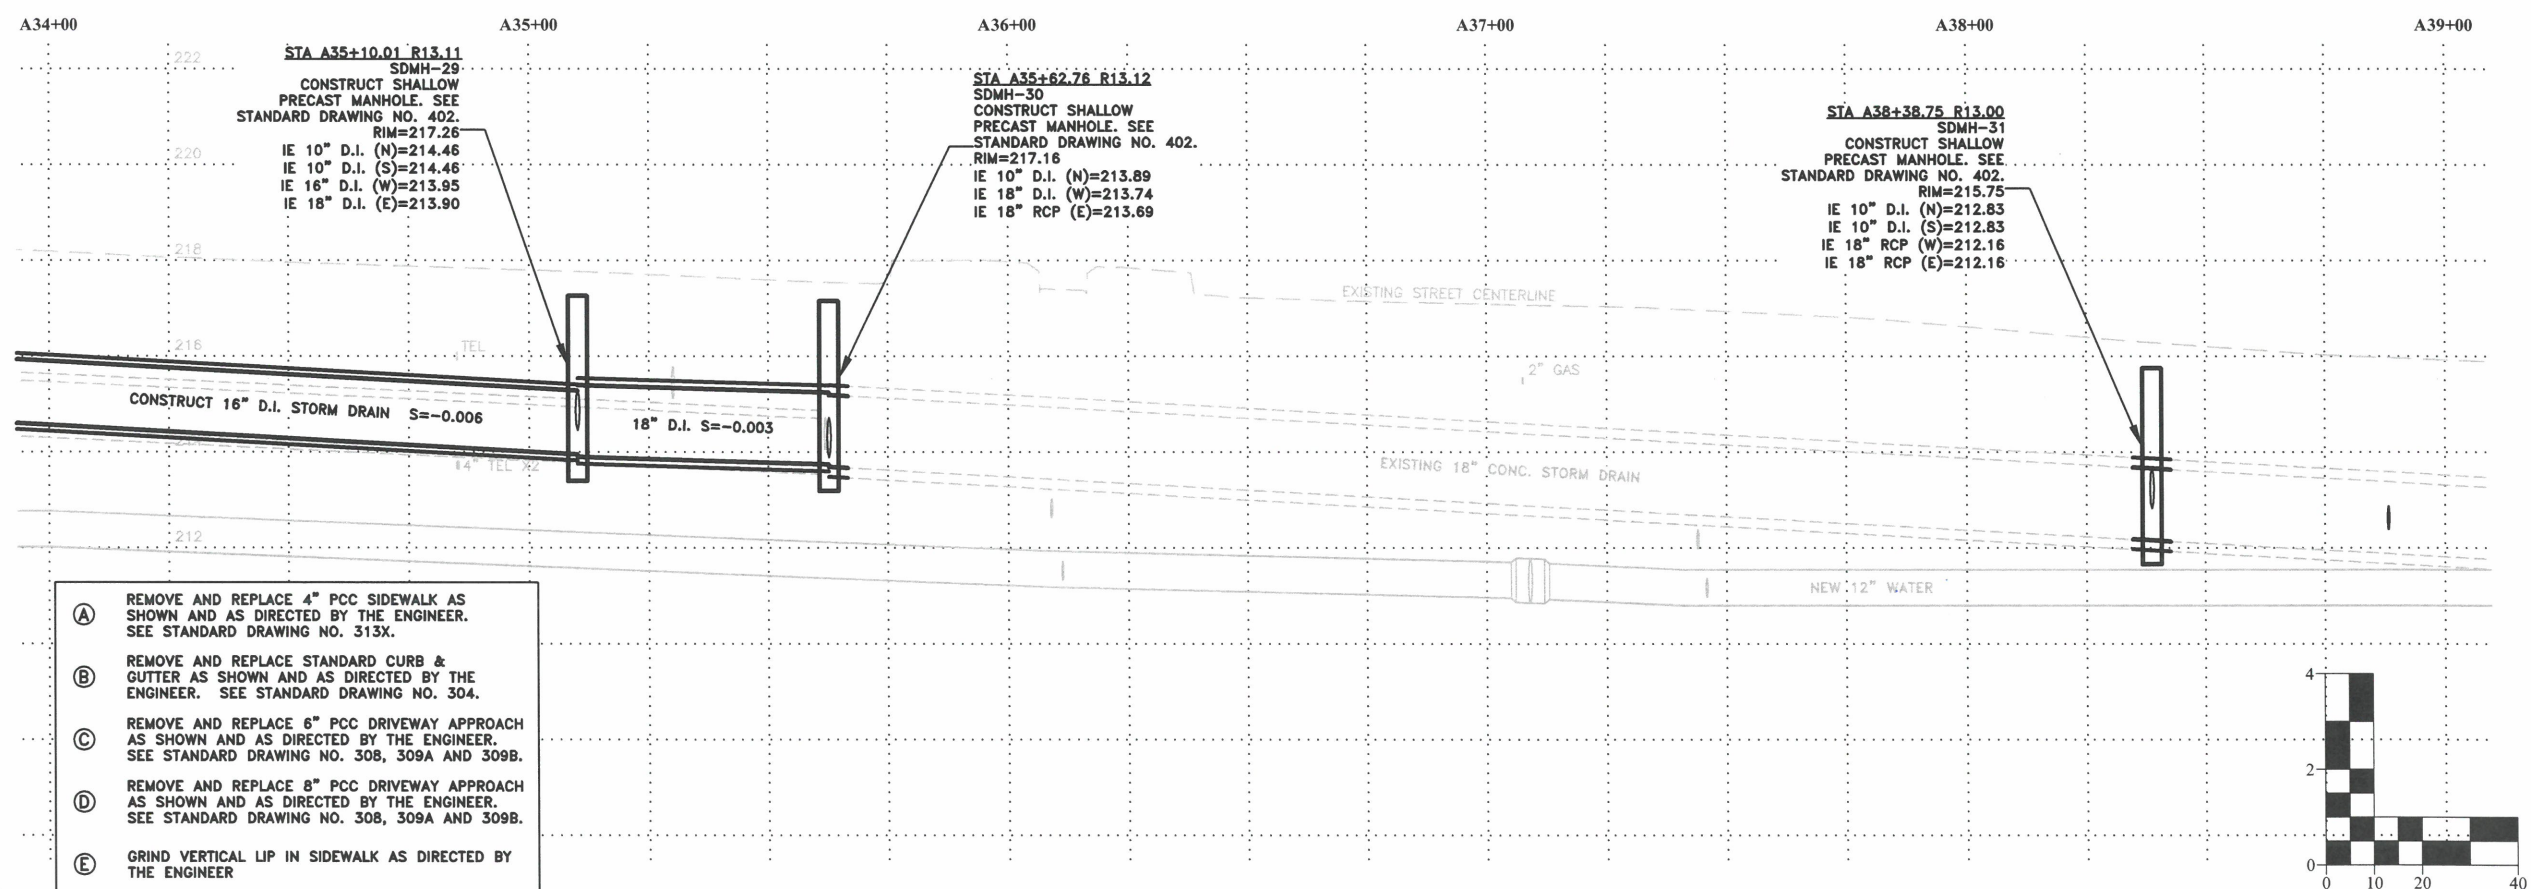 A34+00 A35+00 A36+00 A37+00 A38+00 A39+00
STA A35+10.01 R13.11
SDMH-29
CONSTRUCT SHALLOW
PRECAST MANHOLE. SEE
STANDARD DRAWING NO. 402.
RIM=217.26
IE 10" D.I. (N)=214.46
IE 10" D.I. (S)=214.46
IE 16" D.I. (W)=213.95
IE 18" D.I. (E)=213.90
STA A35+62.76 R13.12
SDMH-30
CONSTRUCT SHALLOW
PRECAST MANHOLE. SEE
STANDARD DRAWING NO. 402.
RIM=217.16
IE 10" D.I. (N)=213.89
IE 18" D.I. (W)=213.74
IE 18" RCP (E)=213.69
STA A38+38.75 R13.00
SDMH-31
CONSTRUCT SHALLOW
PRECAST MANHOLE. SEE
STANDARD DRAWING NO. 402.
RIM=215.75
IE 10" D.I. (N)=212.83
IE 10" D.I. (S)=212.83
IE 18" RCP (W)=212.16
IE 18" RCP (E)=212.16
222
220
218
216
212
EXISTING STREET CENTERLINE
TEL
2" GAS
CONSTRUCT 16" D.I. STORM DRAIN S=-0.006
18" D.I. S=-0.003
4" TEL X2
EXISTING 18" CONC. STORM DRAIN
NEW 12" WATER
A REMOVE AND REPLACE 4" PCC SIDEWALK AS
SHOWN AND AS DIRECTED BY THE ENGINEER.
SEE STANDARD DRAWING NO. 313X.
B REMOVE AND REPLACE STANDARD CURB &
GUTTER AS SHOWN AND AS DIRECTED BY THE
ENGINEER. SEE STANDARD DRAWING NO. 304.
C REMOVE AND REPLACE 6" PCC DRIVEWAY APPROACH
AS SHOWN AND AS DIRECTED BY THE ENGINEER.
SEE STANDARD DRAWING NO. 308, 309A AND 309B.
D REMOVE AND REPLACE 8" PCC DRIVEWAY APPROACH
AS SHOWN AND AS DIRECTED BY THE ENGINEER.
SEE STANDARD DRAWING NO. 308, 309A AND 309B.
E GRIND VERTICAL LIP IN SIDEWALK AS DIRECTED BY
THE ENGINEER
4
2
0
0 10 20 40